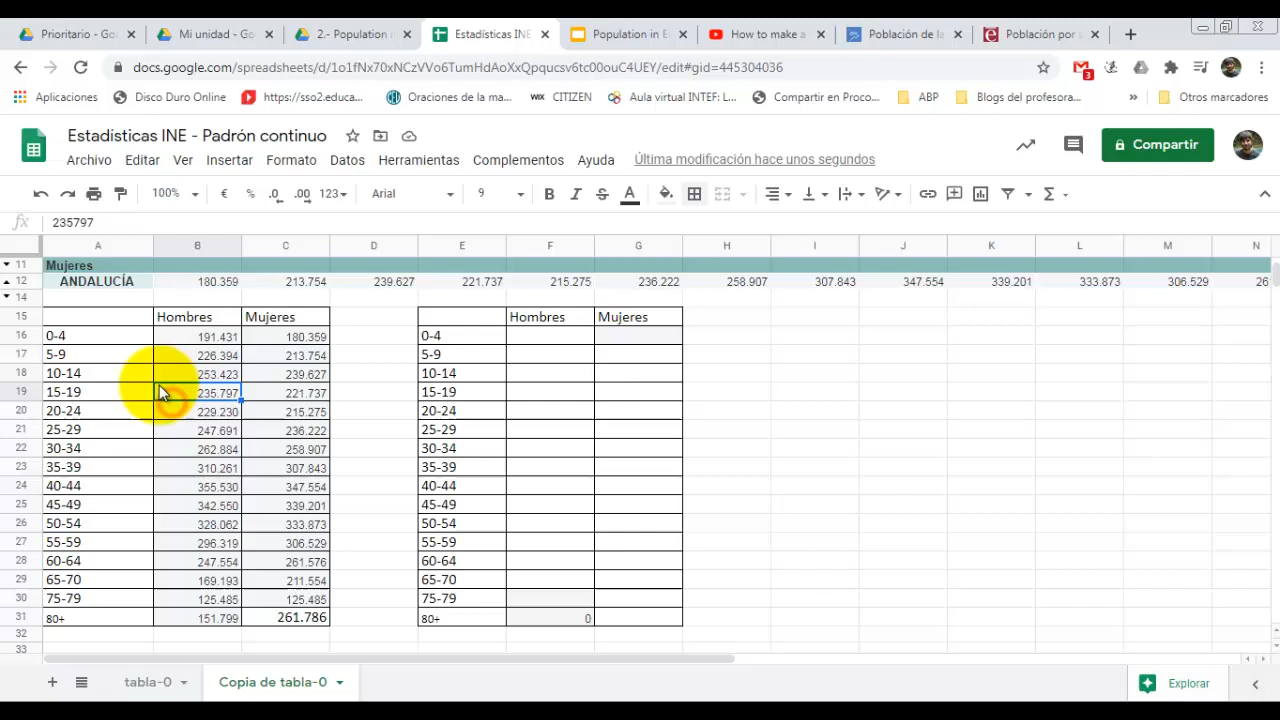 Prioritario - Goo
Mi unidad - Goo
2.- Population i
Estadísticas INE
Population in E
How to make a
Población de la
Población por s
docs.google.com/spreadsheets/d/1o1fNx70xNCzVVo6TumHdAoXxQpqucsv6tc00ouC4UEY/edit#gid=445304036
3
Aplicaciones
Disco Duro Online
https://sso2.educa...
Oraciones de la ma...
WIX CITIZEN
Aula virtual INTEF: L...
Compartir en Proco...
ABP
Blogs del profesora...
»
Otros marcadores
Estadísticas INE - Padrón continuo
Archivo Editar Ver Insertar Formato Datos Herramientas Complementos Ayuda Última modificación hace unos segundos
Compartir
100% € % .0 .00 123 Arial 9 B I S A Σ
fx 235797
A B C D E F G H I J K L M N
11 Mujeres
12 ANDALUCÍA 180.359 213.754 239.627 221.737 215.275 236.222 258.907 307.843 347.554 339.201 333.873 306.529 26
14
15 Hombres Mujeres Hombres Mujeres
16 0-4 191.431 180.359 0-4
17 5-9 226.394 213.754 5-9
18 10-14 253.423 239.627 10-14
19 15-19 235.797 221.737 15-19
20 20-24 229.230 215.275 20-24
21 25-29 247.691 236.222 25-29
22 30-34 262.884 258.907 30-34
23 35-39 310.261 307.843 35-39
24 40-44 355.530 347.554 40-44
25 45-49 342.550 339.201 45-49
26 50-54 328.062 333.873 50-54
27 55-59 296.319 306.529 55-59
28 60-64 247.554 261.576 60-64
29 65-70 169.193 211.554 65-70
30 75-79 125.485 125.485 75-79
31 80+ 151.799 261.786 80+ 0
32
33
tabla-0
Copia de tabla-0
Explorar